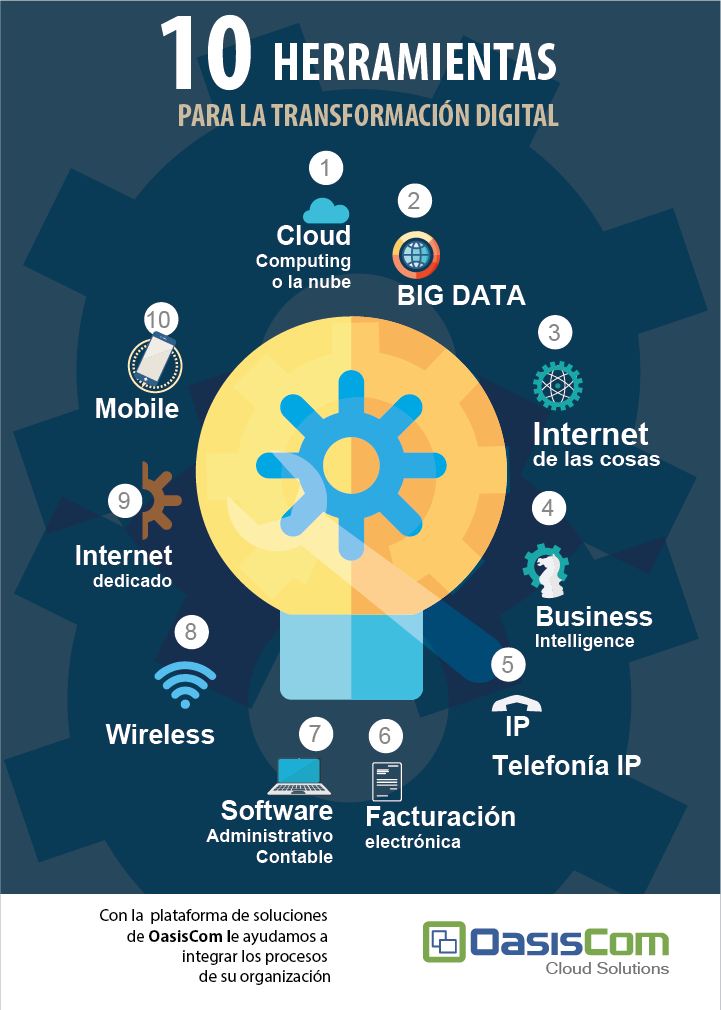 10 HERRAMIENTAS
PARA LA TRANSFORMACIÓN DIGITAL
1
Cloud
Computing
o la nube
2
BIG DATA
3
Internet
de las cosas
4
Business
Intelligence
5
IP
Telefonía IP
6
Facturación
electrónica
7
Software
Administrativo
Contable
8
Wireless
9
Internet
dedicado
10
Mobile
Con la plataforma de soluciones
de OasisCom le ayudamos a
integrar los procesos
de su organización
OasisCom
Cloud Solutions